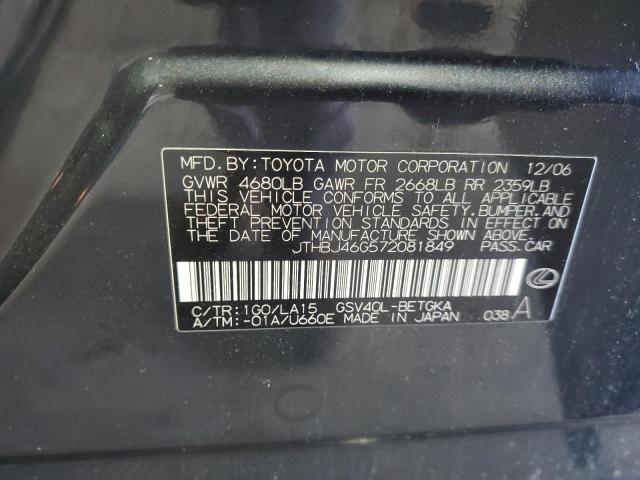 MFD. BY: TOYOTA MOTOR CORPORATION 12/06
GVWR 4680LB GAWR FR 2668LB RR 2359LB
THIS VEHICLE CONFORMS TO ALL APPLICABLE
FEDERAL MOTOR VEHICLE SAFETY, BUMPER, AND
THEFT PREVENTION STANDARDS IN EFFECT ON
THE DATE OF MANUFACTURE SHOWN ABOVE.
JTHBJ46G572081849 PASS. CAR
C/TR: 1G0/LA15 GSV40L-BETGKA
A/TM: -01A/U660E MADE IN JAPAN 038 A